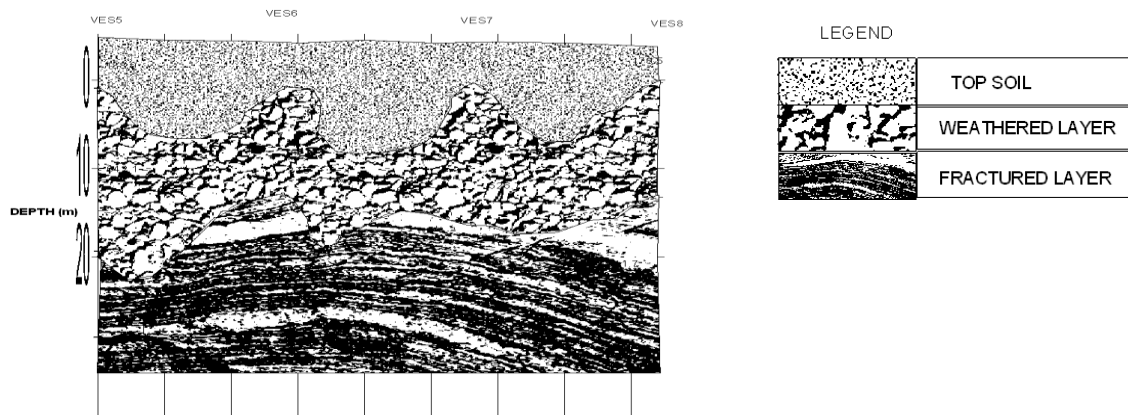 VES5
VES6
VES7
VES8
0
10
DEPTH (m)
20
LEGEND
TOP SOIL
WEATHERED LAYER
FRACTURED LAYER